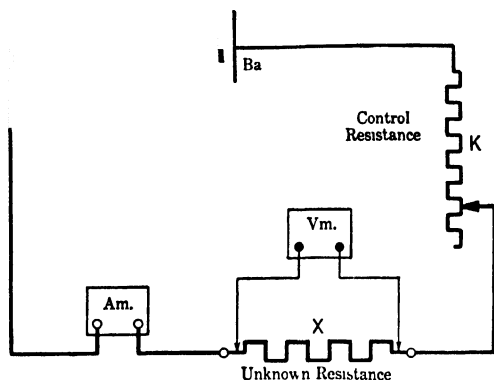 Ba
Control
Resistance
K
Vm.
Am.
X
Unknown Resistance